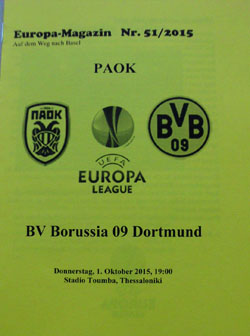 Europa-Magazin Nr. 51/2015
Auf dem Weg nach Basel
PAOK
ΠΑΟΚ
BVB
09
UEFA
EUROPA
LEAGUE
BV Borussia 09 Dortmund
Donnerstag, 1. Oktober 2015, 19:00
Stadio Toumba, Thessaloniki